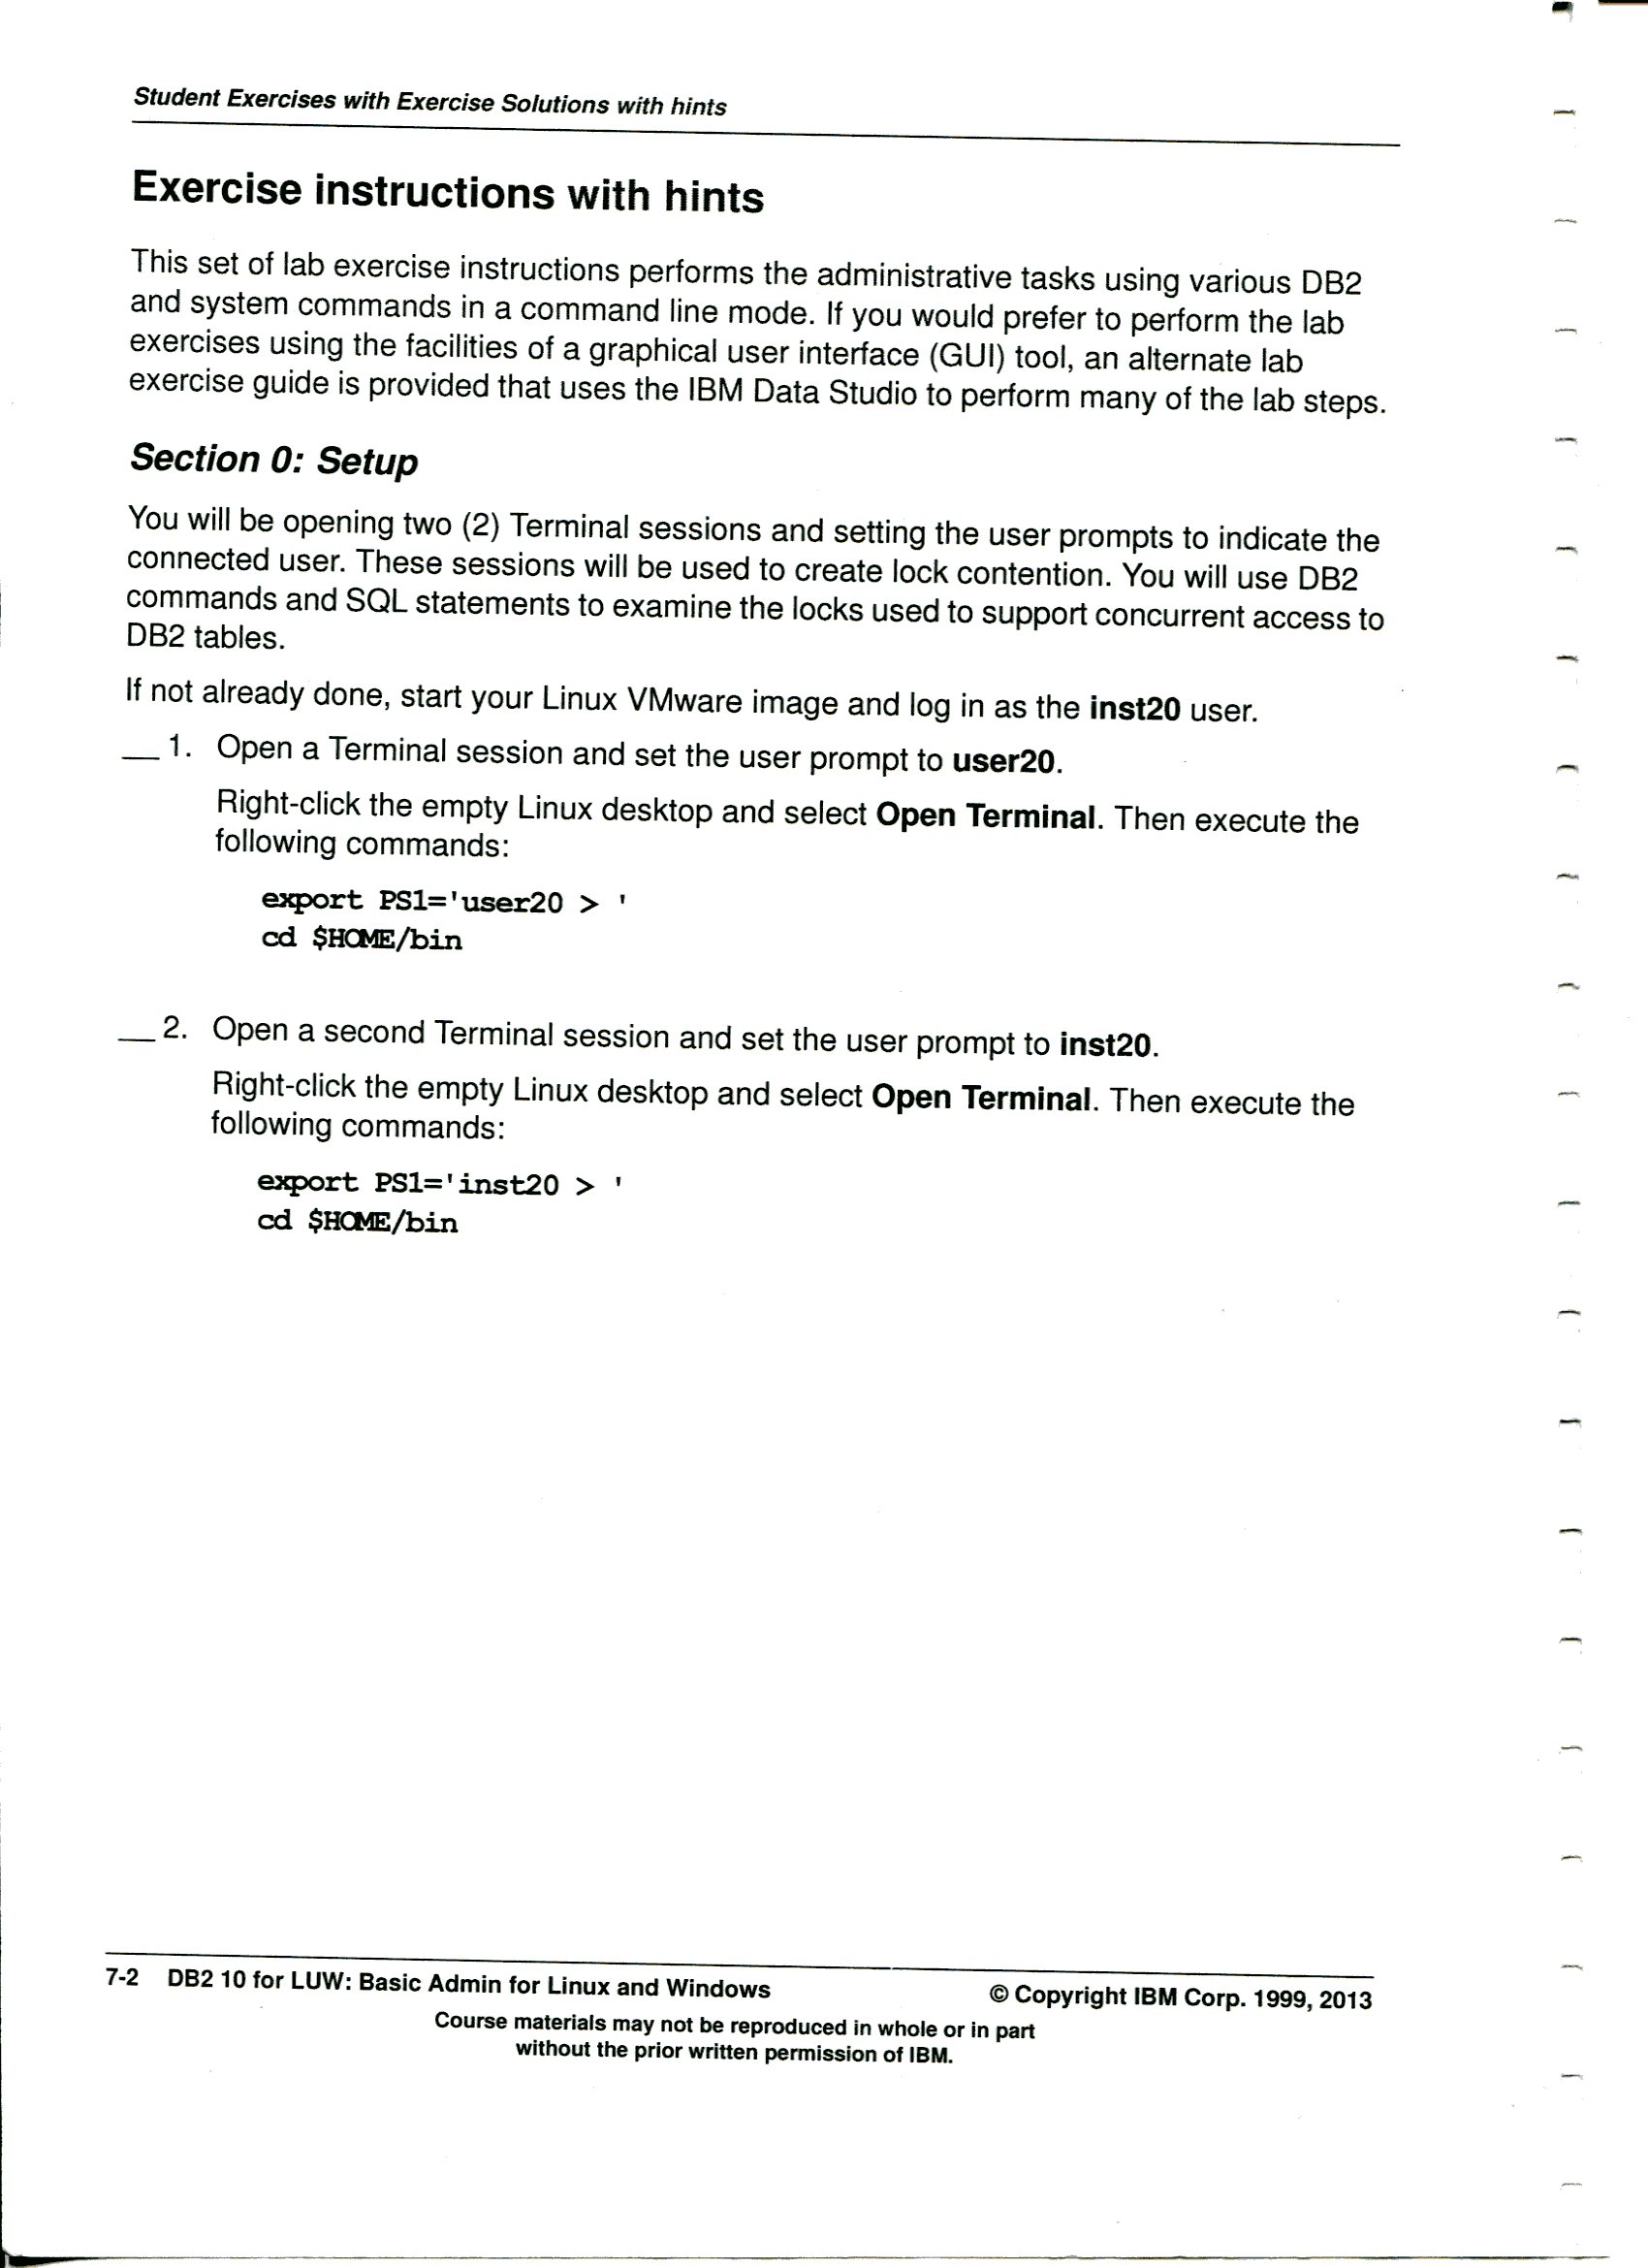 Student Exercises with Exercise Solutions with hints
Exercise instructions with hints
This set of lab exercise instructions performs the administrative tasks using various DB2
and system commands in a command line mode. If you would prefer to perform the lab
exercises using the facilities of a graphical user interface (GUI) tool, an alternate lab
exercise guide is provided that uses the IBM Data Studio to perform many of the lab steps.
Section 0: Setup
You will be opening two (2) Terminal sessions and setting the user prompts to indicate the
connected user. These sessions will be used to create lock contention. You will use DB2
commands and SQL statements to examine the locks used to support concurrent access to
DB2 tables.
If not already done, start your Linux VMware image and log in as the inst20 user.
__ 1. Open a Terminal session and set the user prompt to user20.
Right-click the empty Linux desktop and select Open Terminal. Then execute the
following commands:
export PS1='user20 > '
cd $HOME/bin
__ 2. Open a second Terminal session and set the user prompt to inst20.
Right-click the empty Linux desktop and select Open Terminal. Then execute the
following commands:
export PS1='inst20 > '
cd $HOME/bin
7-2 DB2 10 for LUW: Basic Admin for Linux and Windows © Copyright IBM Corp. 1999, 2013
Course materials may not be reproduced in whole or in part
without the prior written permission of IBM.